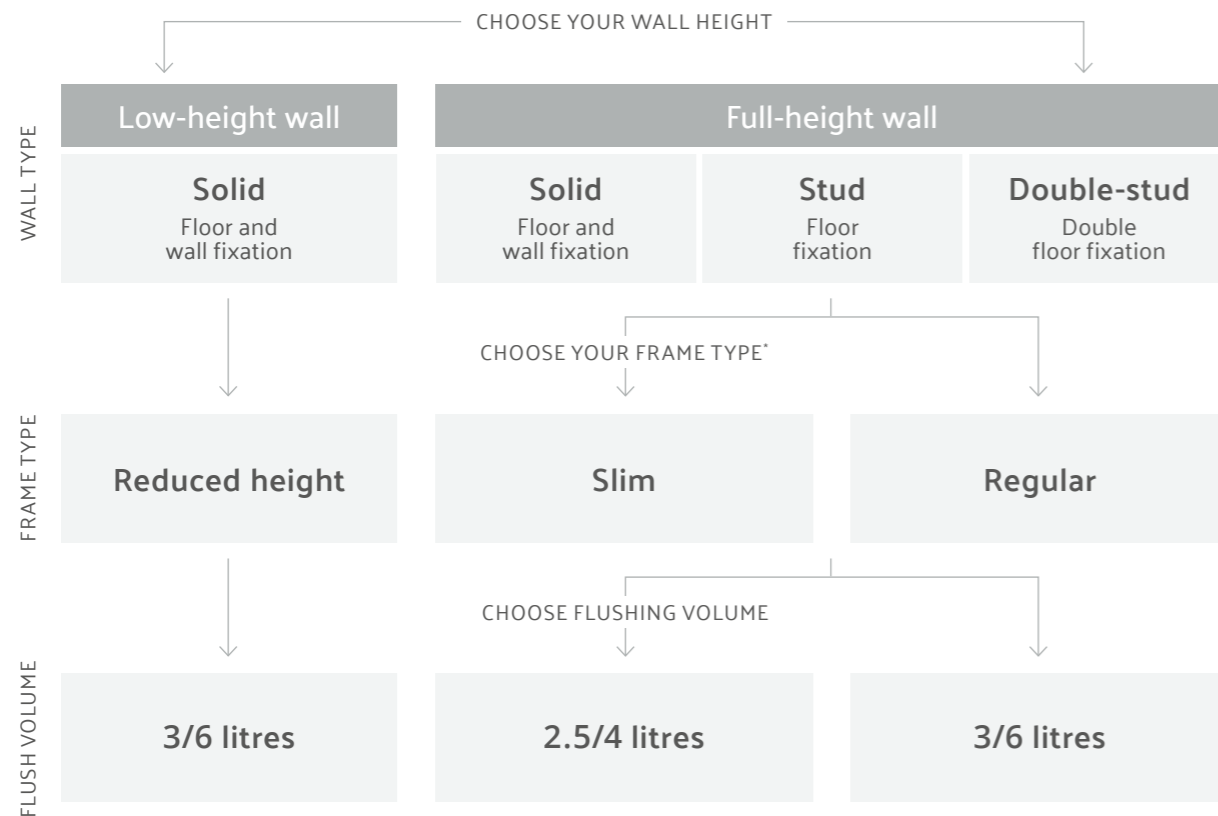 CHOOSE YOUR WALL HEIGHT
WALL TYPE
Low-height wall
Full-height wall
Solid
Floor and
wall fixation
Solid
Floor and
wall fixation
Stud
Floor
fixation
Double-stud
Double
floor fixation
CHOOSE YOUR FRAME TYPE*
FRAME TYPE
Reduced height
Slim
Regular
CHOOSE FLUSHING VOLUME
FLUSH VOLUME
3/6 litres
2.5/4 litres
3/6 litres